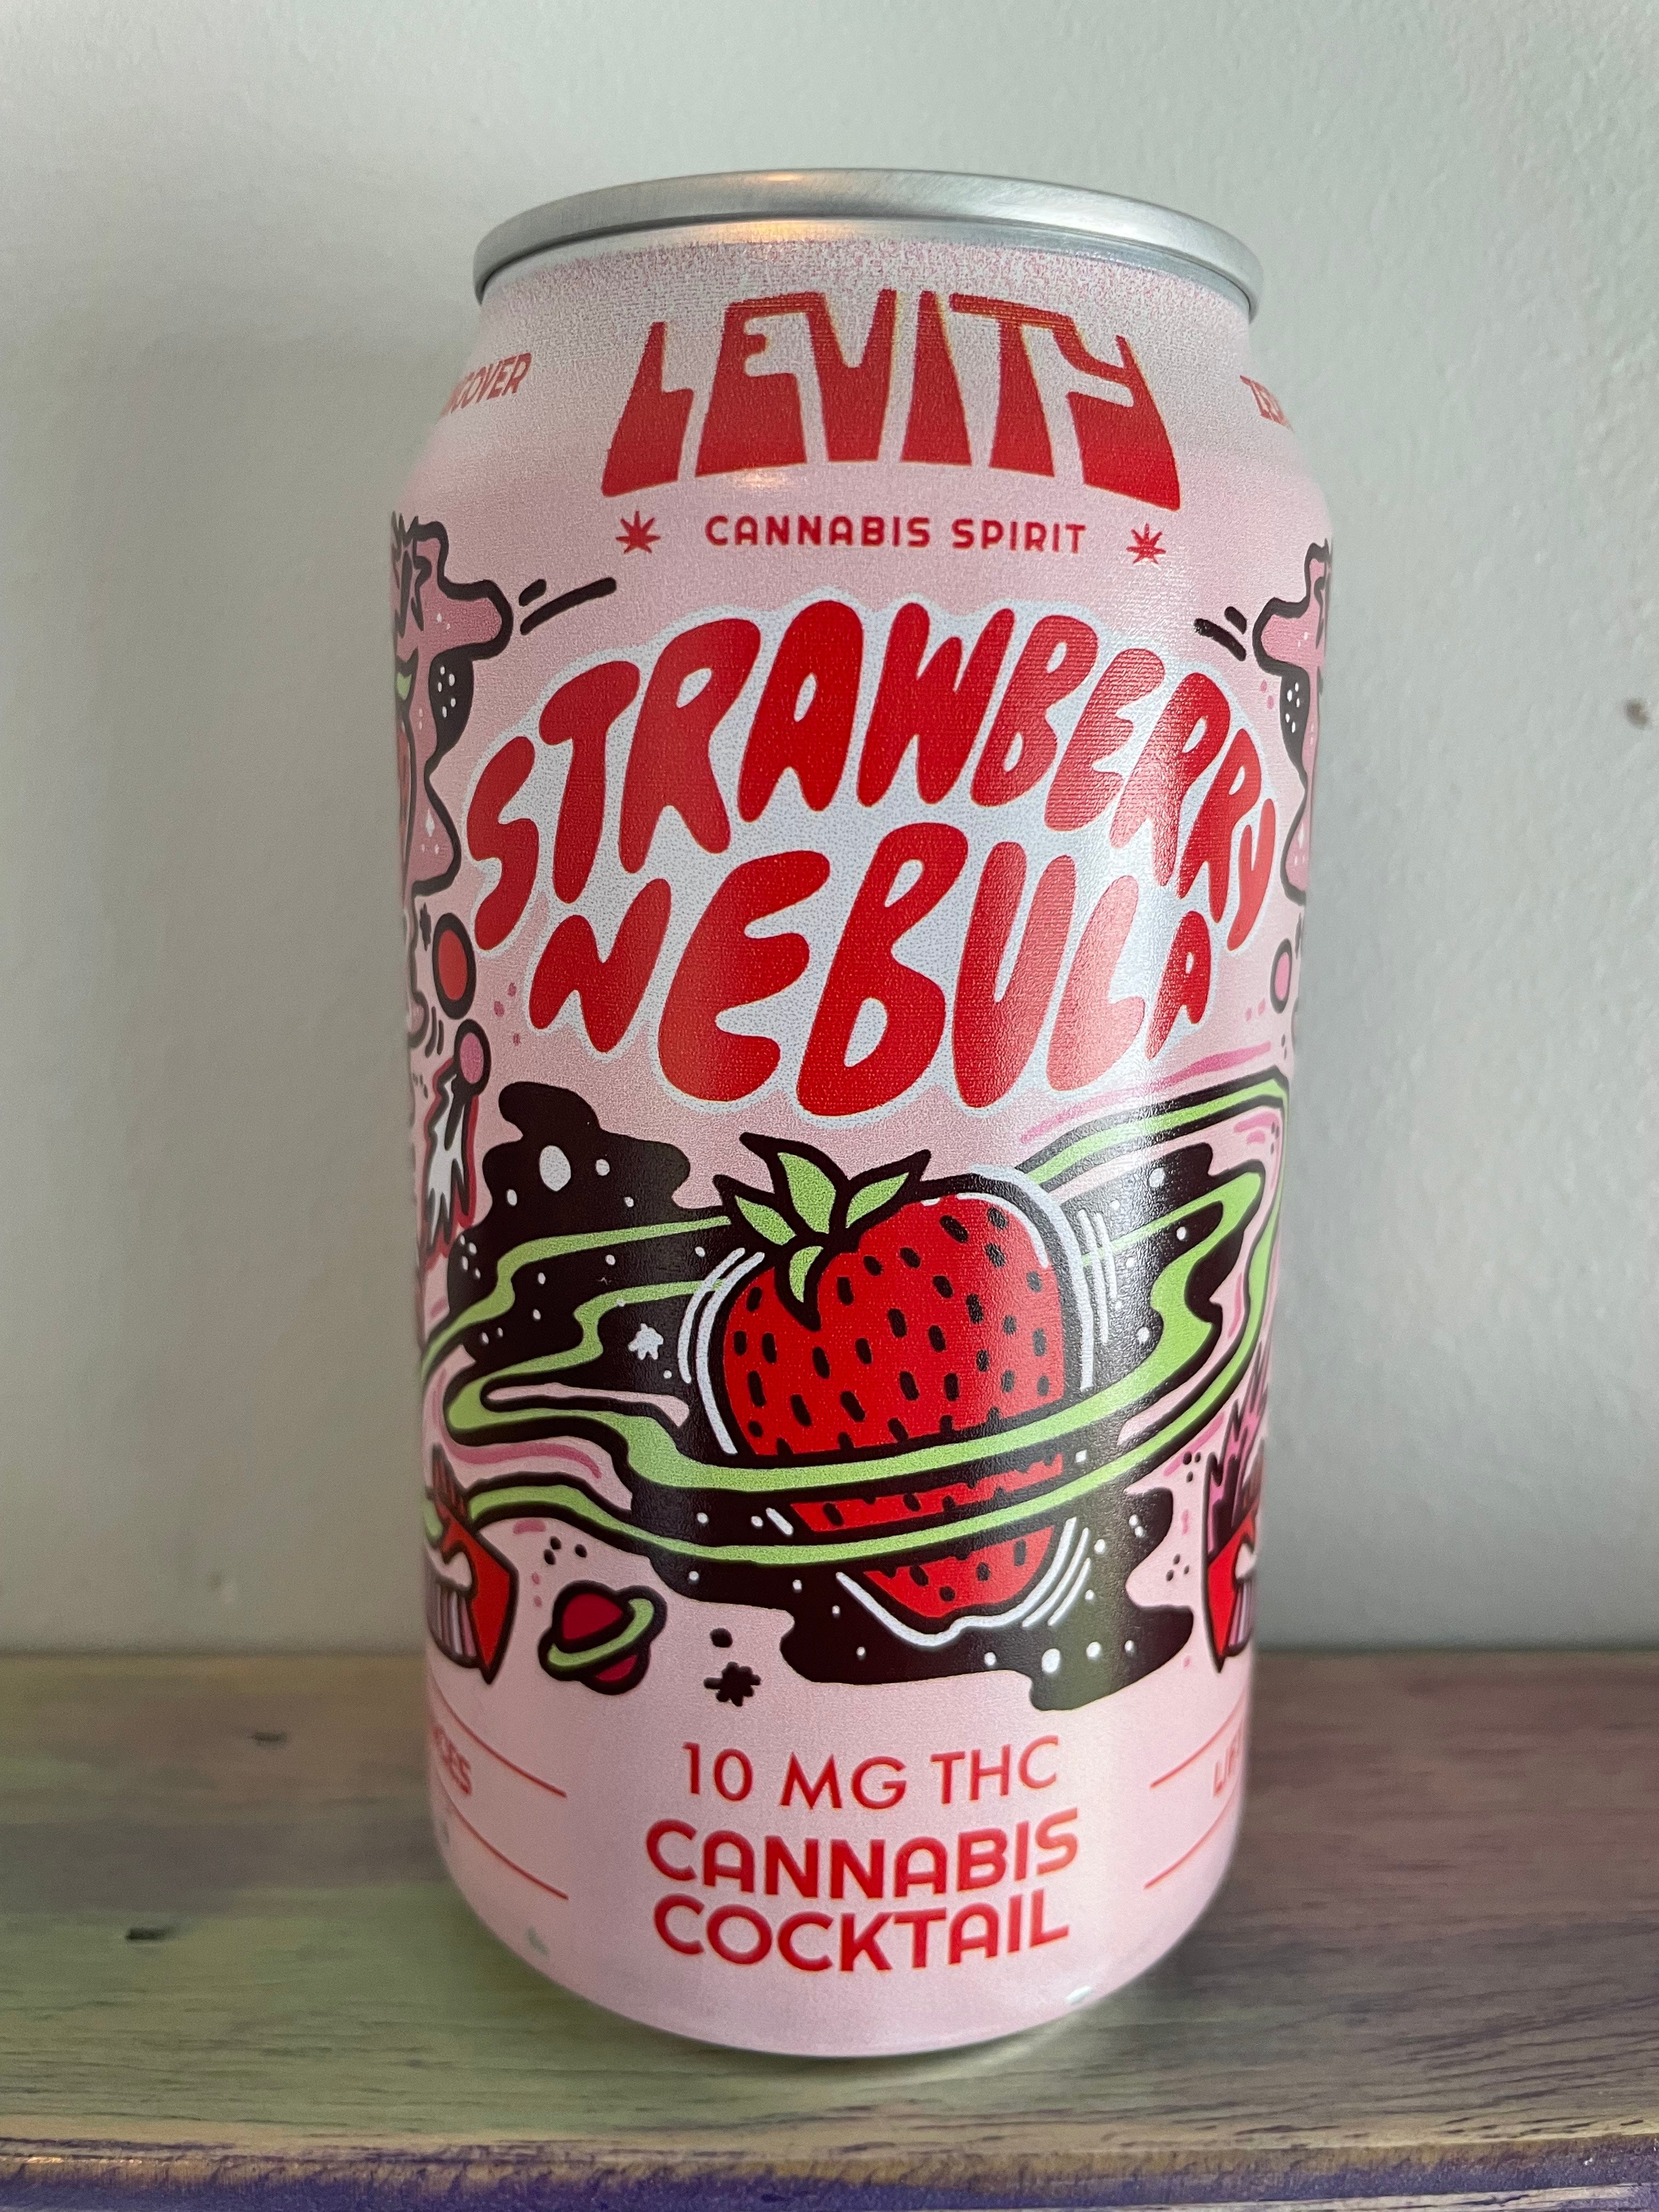 LEVITY
CANNABIS SPIRIT
STRAWBERRY
NEBULA
10 MG THC
CANNABIS
COCKTAIL